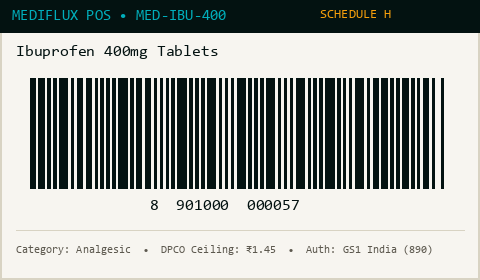 MEDIFLUX POS • MED-IBU-400 SCHEDULE H
Ibuprofen 400mg Tablets
8 901000 000057
Category: Analgesic • DPCO Ceiling: ₹1.45 • Auth: GS1 India (890)